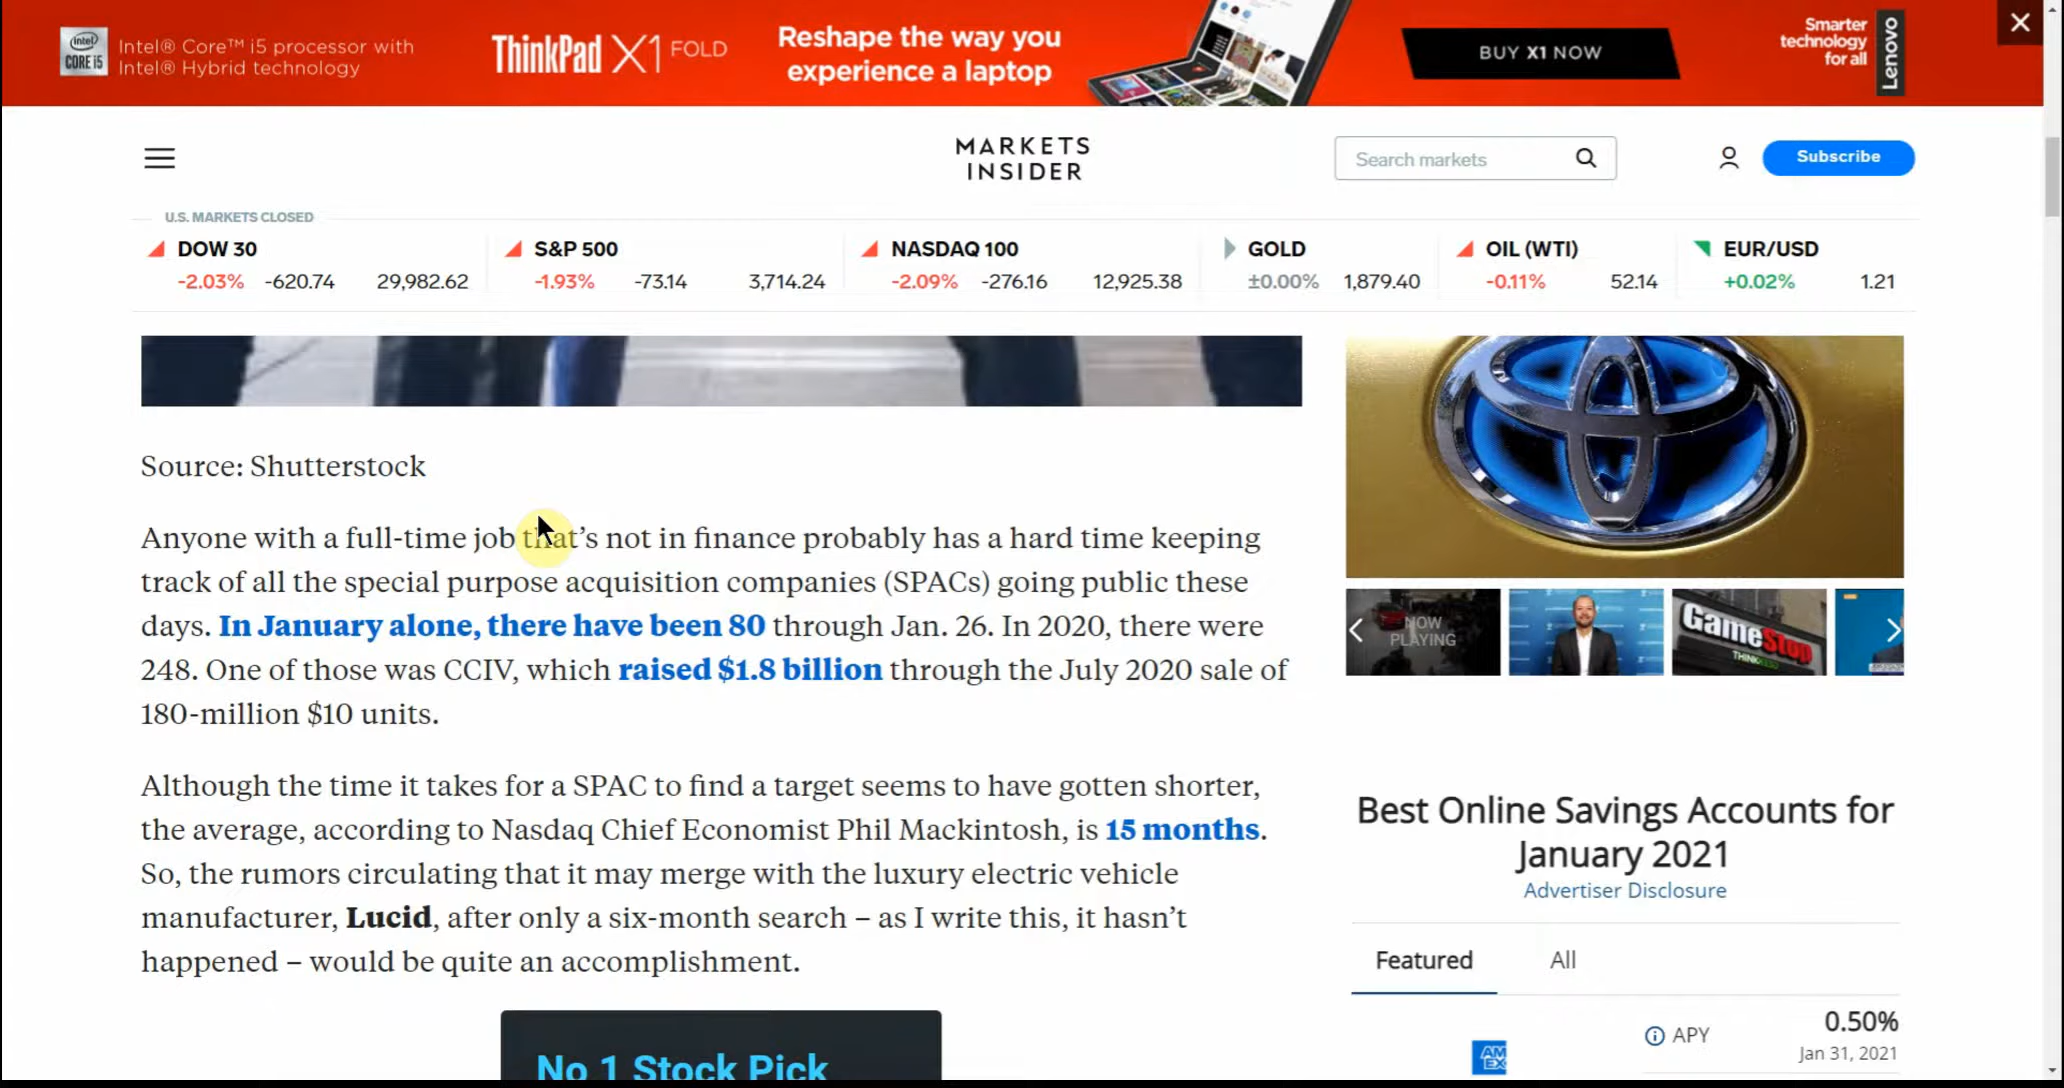 intel CORE i5
Intel® Core™ i5 processor with
Intel® Hybrid technology
ThinkPad X1 FOLD
Reshape the way you
experience a laptop
BUY X1 NOW
Smarter
technology
for all
Lenovo
MARKETS
INSIDER
Search markets
Subscribe
U.S. MARKETS CLOSED
DOW 30
-2.03% -620.74 29,982.62
S&P 500
-1.93% -73.14 3,714.24
NASDAQ 100
-2.09% -276.16 12,925.38
GOLD
±0.00% 1,879.40
OIL (WTI)
-0.11% 52.14
EUR/USD
+0.02% 1.21
Source: Shutterstock
Anyone with a full-time job that’s not in finance probably has a hard time keeping
track of all the special purpose acquisition companies (SPACs) going public these
days. In January alone, there have been 80 through Jan. 26. In 2020, there were
248. One of those was CCIV, which raised $1.8 billion through the July 2020 sale of
180-million $10 units.
Although the time it takes for a SPAC to find a target seems to have gotten shorter,
the average, according to Nasdaq Chief Economist Phil Mackintosh, is 15 months.
So, the rumors circulating that it may merge with the luxury electric vehicle
manufacturer, Lucid, after only a six-month search – as I write this, it hasn’t
happened – would be quite an accomplishment.
No 1 Stock Pick
NOW
PLAYING
GameStop
Best Online Savings Accounts for
January 2021
Advertiser Disclosure
Featured All
AM
EX
APY 0.50%
Jan 31, 2021